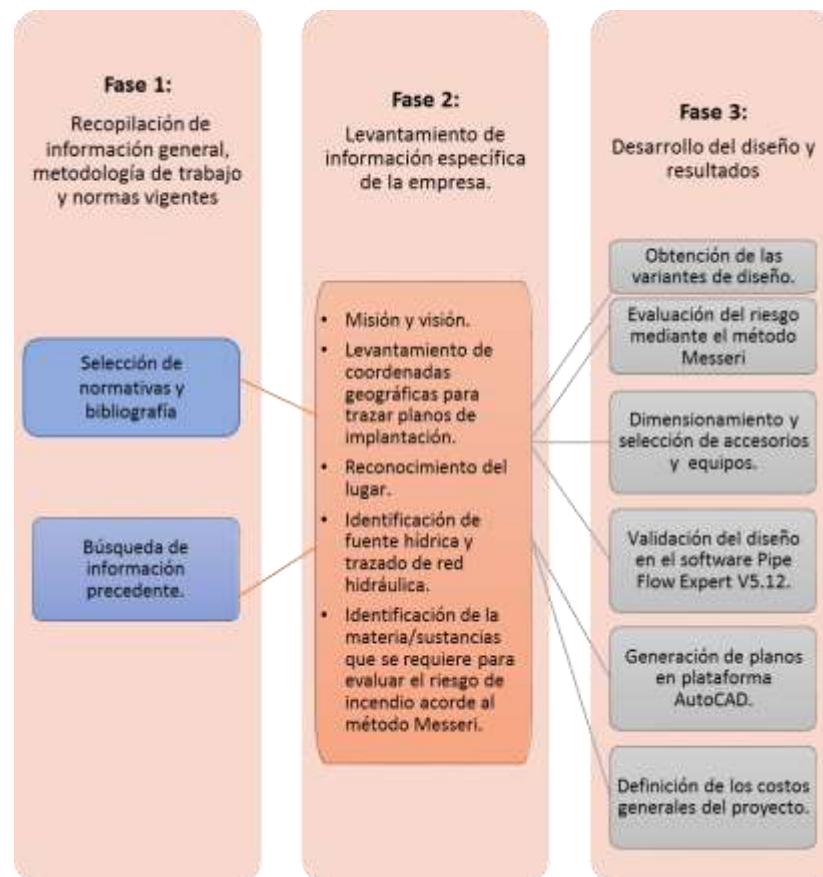 Fase 1:
Recopilación de
información general,
metodología de trabajo
y normas vigentes
Selección de
normativas y
bibliografía
Búsqueda de
información
precedente.
Fase 2:
Levantamiento de
información específica
de la empresa.
• Misión y visión.
• Levantamiento de
coordenadas
geográficas para
trazar planos de
implantación.
• Reconocimiento del
lugar.
• Identificación de
fuente hídrica y
trazado de red
hidráulica.
• Identificación de la
materia/sustancias
que se requiere para
evaluar el riesgo de
incendio acorde al
método Messeri.
Fase 3:
Desarrollo del diseño y
resultados
Obtención de las
variantes de diseño.
Evaluación del riesgo
mediante el método
Messeri
Dimensionamiento y
selección de accesorios
y equipos.
Validación del diseño
en el software Pipe
Flow Expert V5.12.
Generación de planos
en plataforma
AutoCAD.
Definición de los costos
generales del proyecto.